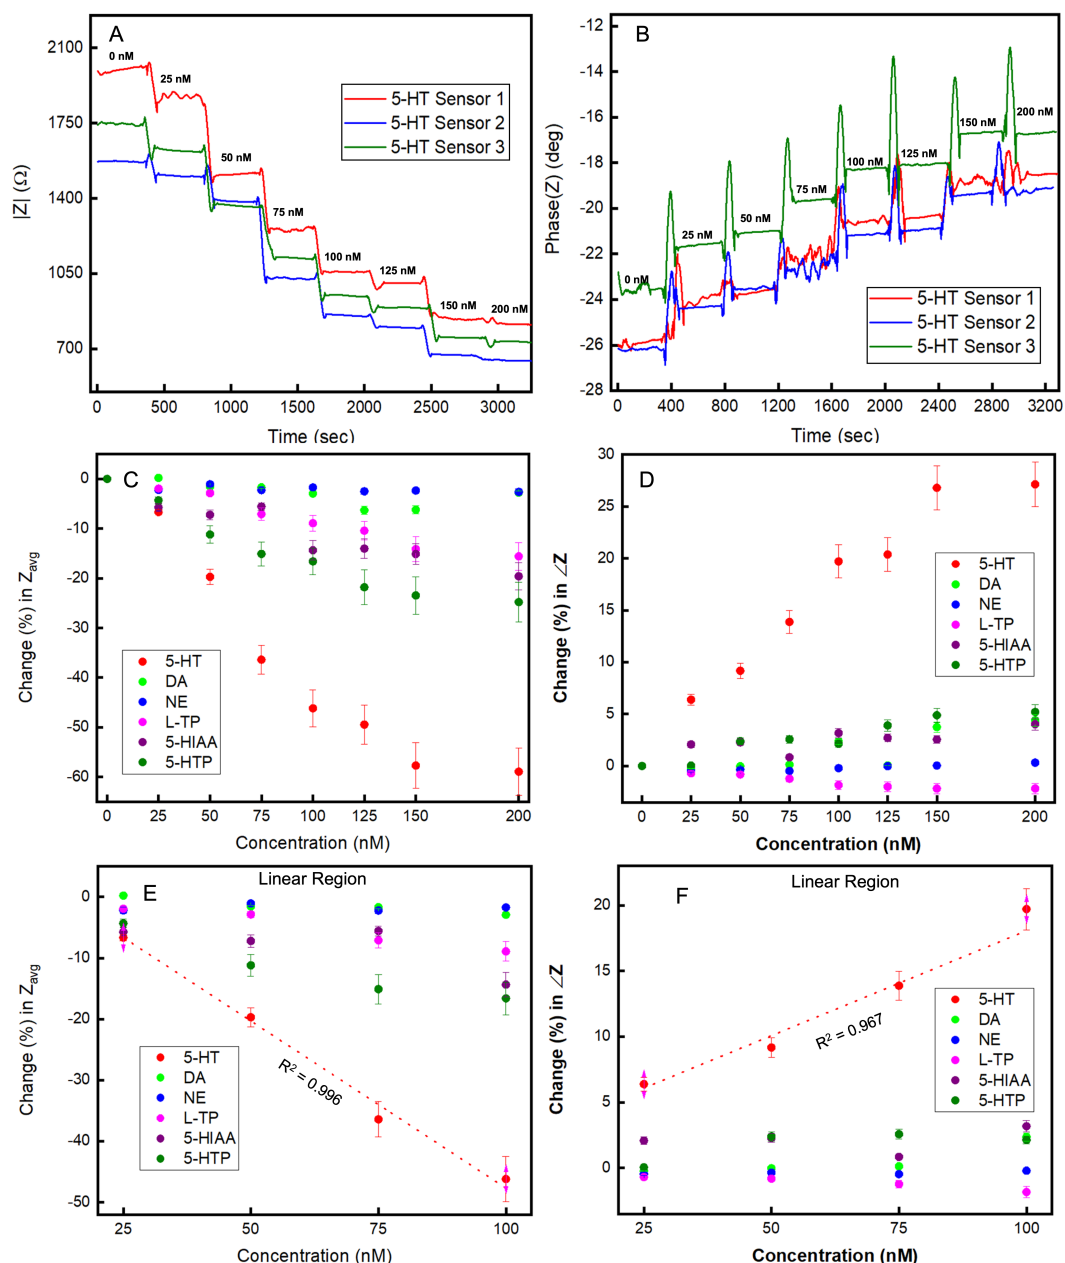 A
2100
1750
1400
1050
700
|Z| (Ω)
0 nM
25 nM
50 nM
75 nM
100 nM
125 nM
150 nM
200 nM
5-HT Sensor 1
5-HT Sensor 2
5-HT Sensor 3
0
500
1000
1500
2000
2500
3000
Time (sec)
B
-12
-14
-16
-18
-20
-22
-24
-26
-28
Phase(Z) (deg)
0 nM
25 nM
50 nM
75 nM
100 nM
125 nM
150 nM
200 nM
5-HT Sensor 1
5-HT Sensor 2
5-HT Sensor 3
0
400
800
1200
1600
2000
2400
2800
3200
Time (sec)
C
0
-10
-20
-30
-40
-50
-60
Change (%) in Zavg
5-HT
DA
NE
L-TP
5-HIAA
5-HTP
0
25
50
75
100
125
150
200
Concentration (nM)
D
30
25
20
15
10
5
0
Change (%) in ∠Z
5-HT
DA
NE
L-TP
5-HIAA
5-HTP
0
25
50
75
100
125
150
200
Concentration (nM)
E
Linear Region
0
-10
-20
-30
-40
-50
Change (%) in Zavg
R² = 0.996
5-HT
DA
NE
L-TP
5-HIAA
5-HTP
25
50
75
100
Concentration (nM)
F
Linear Region
20
15
10
5
0
Change (%) in ∠Z
R² = 0.967
5-HT
DA
NE
L-TP
5-HIAA
5-HTP
25
50
75
100
Concentration (nM)